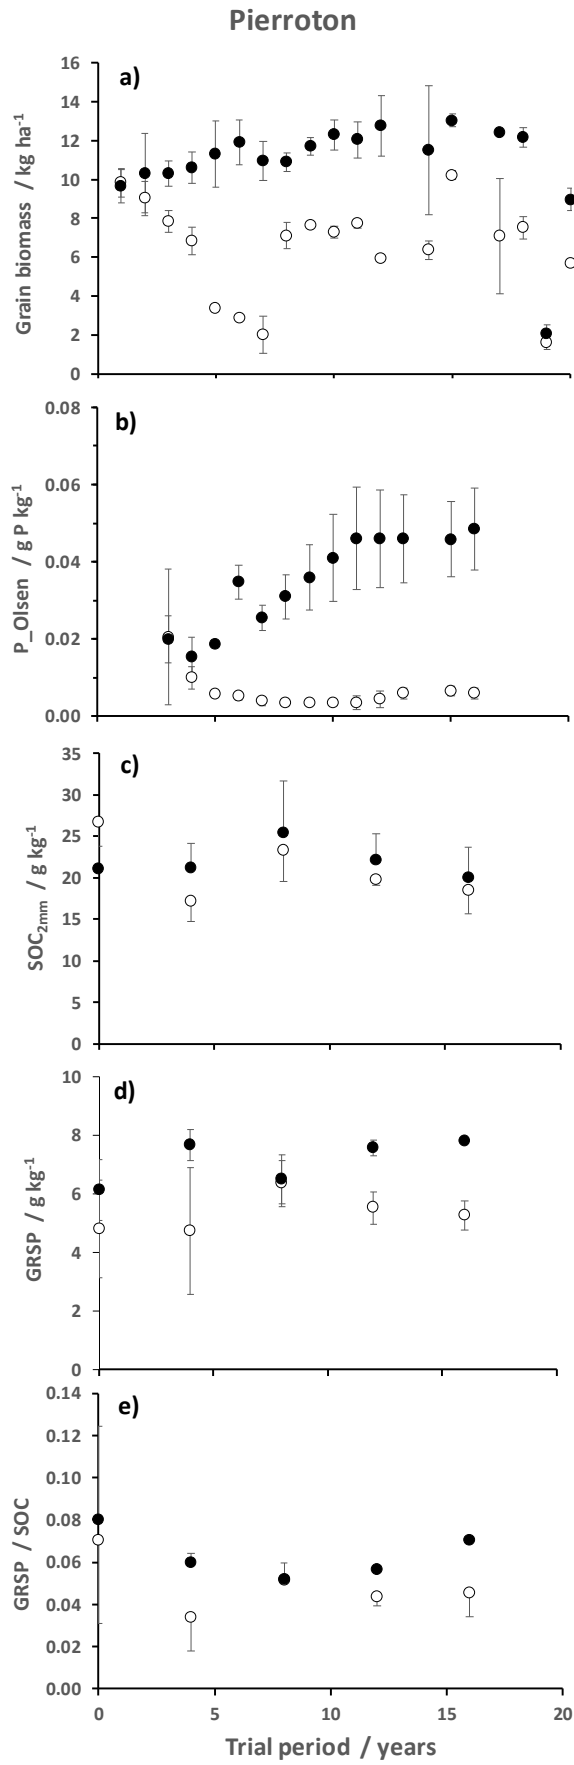 Pierroton
a)
16
14
12
10
8
6
4
2
0
Grain biomass / kg ha⁻¹
b)
0.08
0.06
0.04
0.02
0.00
P_Olsen / g P kg⁻¹
c)
35
30
25
20
15
10
5
0
SOC₂ₘₘ / g kg⁻¹
d)
10
8
6
4
2
0
GRSP / g kg⁻¹
e)
0.14
0.12
0.10
0.08
0.06
0.04
0.02
0.00
GRSP / SOC
0 5 10 15 20
Trial period / years